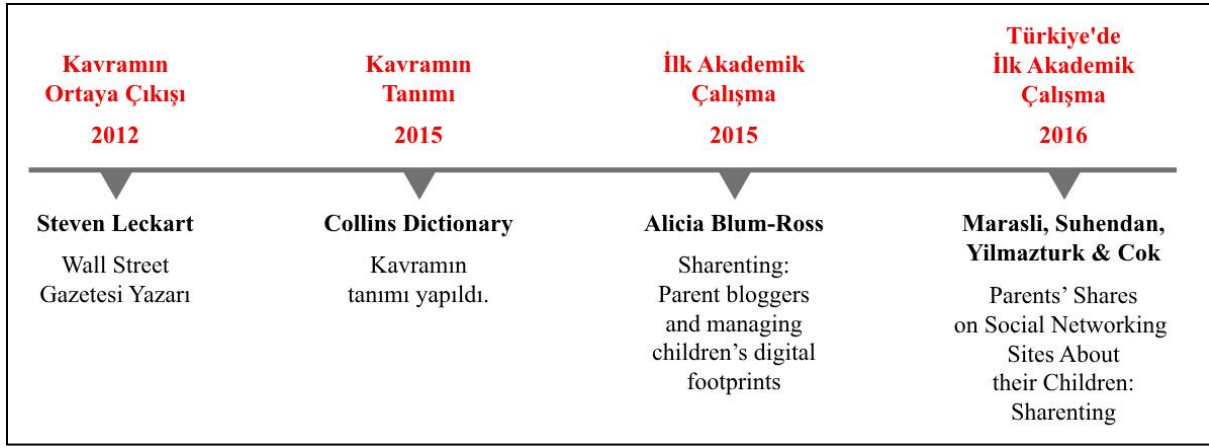 Kavramın
Ortaya Çıkışı
2012
Steven Leckart
Wall Street
Gazetesi Yazarı
Kavramın
Tanımı
2015
Collins Dictionary
Kavramın
tanımı yapıldı.
İlk Akademik
Çalışma
2015
Alicia Blum-Ross
Sharenting:
Parent bloggers
and managing
children’s digital
footprints
Türkiye'de
İlk Akademik
Çalışma
2016
Marasli, Suhendan,
Yilmazturk & Cok
Parents’ Shares
on Social Networking
Sites About
their Children:
Sharenting